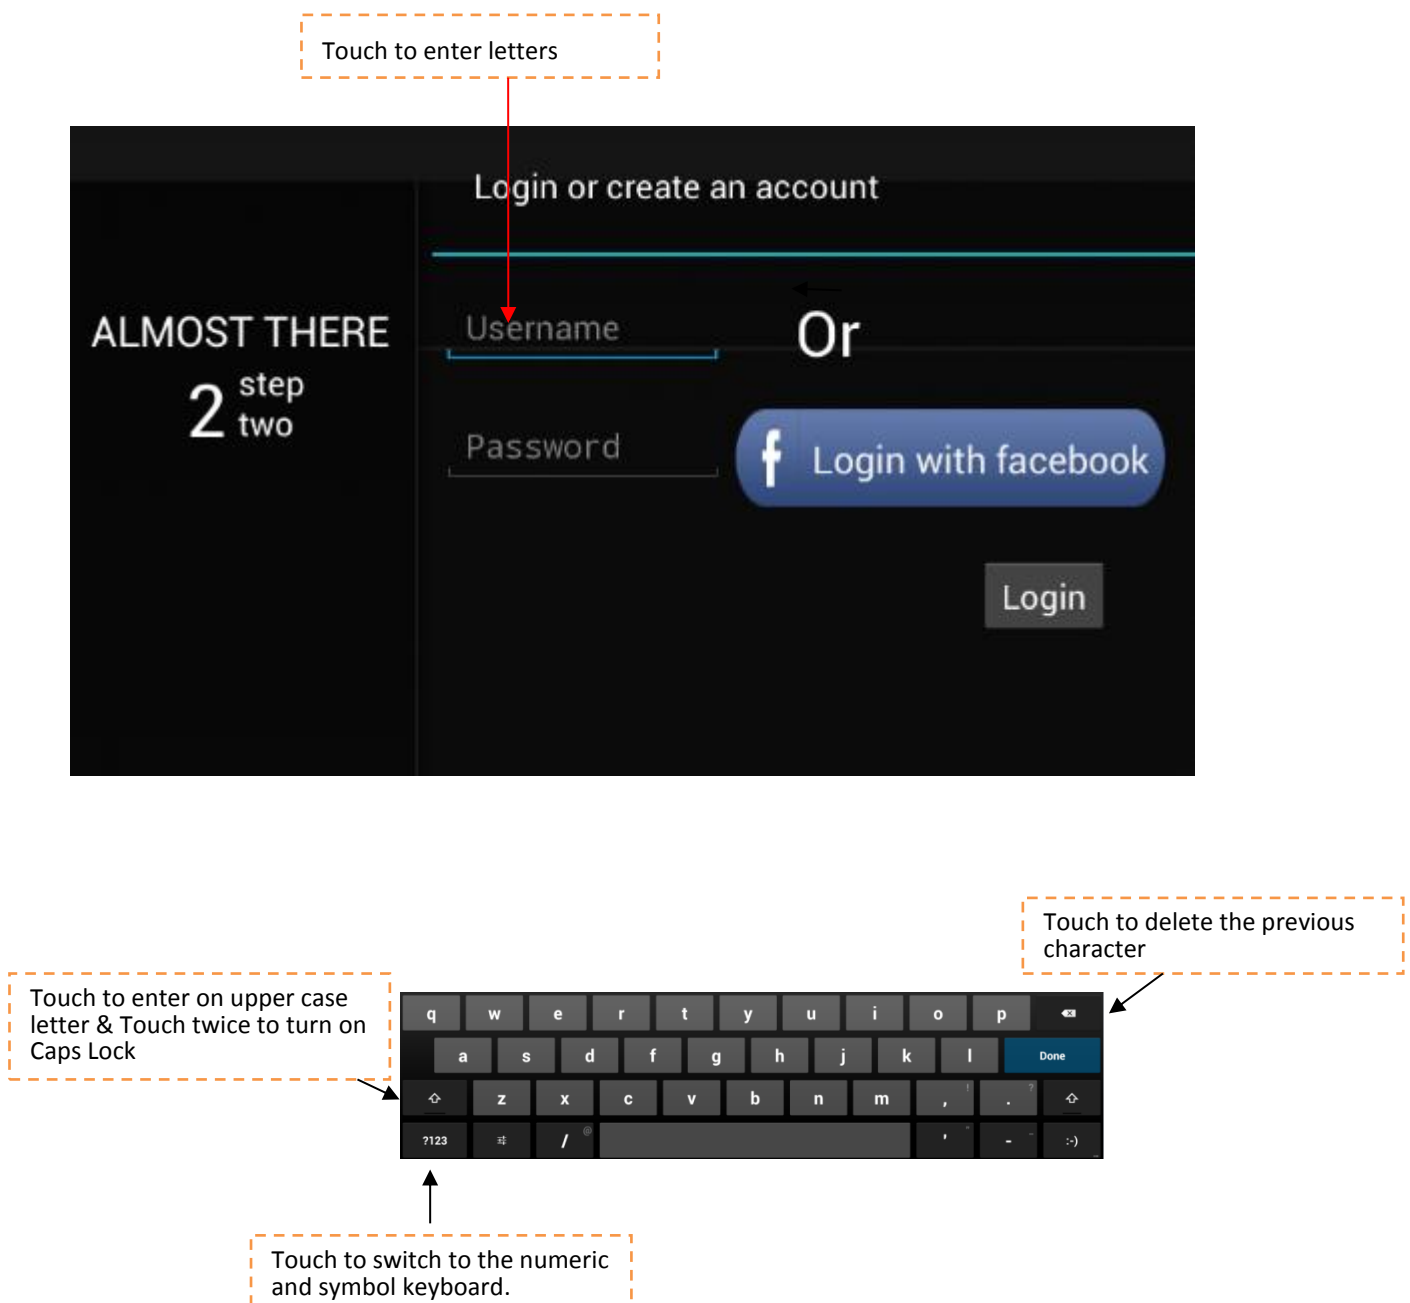 Touch to enter letters
Login or create an account
ALMOST THERE
2 step
two
Username
Or
Password
f Login with facebook
Login
Touch to delete the previous
character
Touch to enter on upper case
letter & Touch twice to turn on
Caps Lock
q w e r t y u i o p
a s d f g h j k l Done
z x c v b n m , ! . ?
?123 / @ ' " - _ :-)
Touch to switch to the numeric
and symbol keyboard.